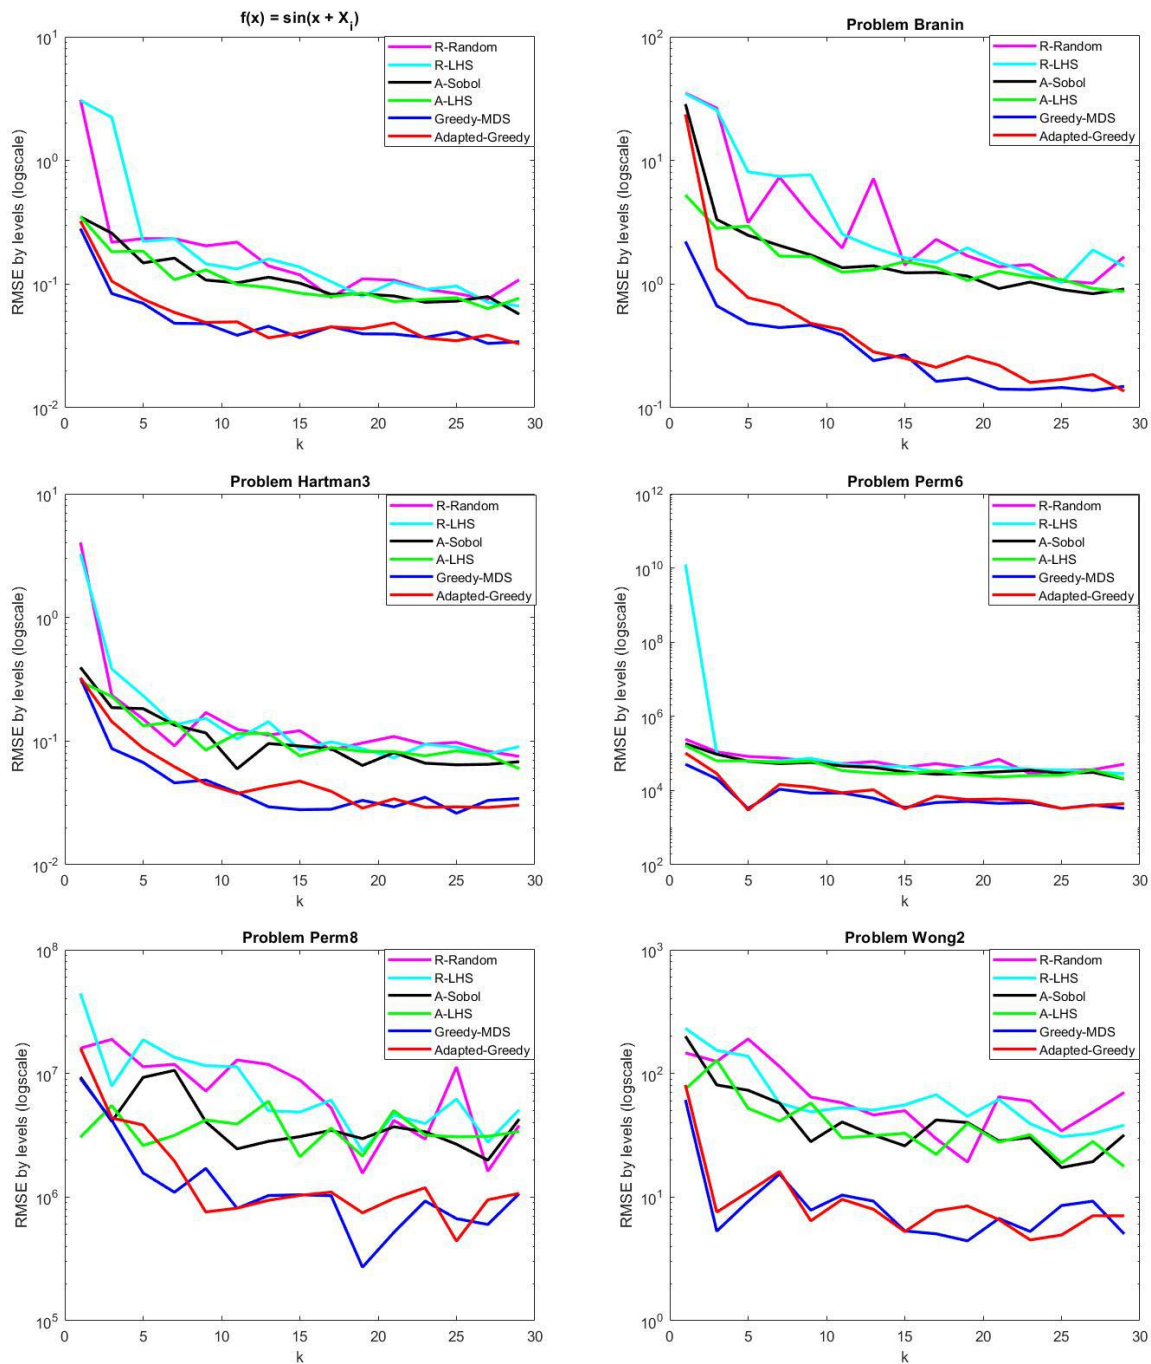 f(x) = sin(x + Xi)
RMSE by levels (logscale)
10^1
10^0
10^-1
10^-2
0 5 10 15 20 25 30
k
R-Random
R-LHS
A-Sobol
A-LHS
Greedy-MDS
Adapted-Greedy
Problem Branin
RMSE by levels (logscale)
10^2
10^1
10^0
10^-1
0 5 10 15 20 25 30
k
R-Random
R-LHS
A-Sobol
A-LHS
Greedy-MDS
Adapted-Greedy
Problem Hartman3
RMSE by levels (logscale)
10^1
10^0
10^-1
10^-2
0 5 10 15 20 25 30
k
R-Random
R-LHS
A-Sobol
A-LHS
Greedy-MDS
Adapted-Greedy
Problem Perm6
RMSE by levels (logscale)
10^12
10^10
10^8
10^6
10^4
10^2
0 5 10 15 20 25 30
k
R-Random
R-LHS
A-Sobol
A-LHS
Greedy-MDS
Adapted-Greedy
Problem Perm8
RMSE by levels (logscale)
10^8
10^7
10^6
10^5
0 5 10 15 20 25 30
k
R-Random
R-LHS
A-Sobol
A-LHS
Greedy-MDS
Adapted-Greedy
Problem Wong2
RMSE by levels (logscale)
10^3
10^2
10^1
10^0
0 5 10 15 20 25 30
k
R-Random
R-LHS
A-Sobol
A-LHS
Greedy-MDS
Adapted-Greedy